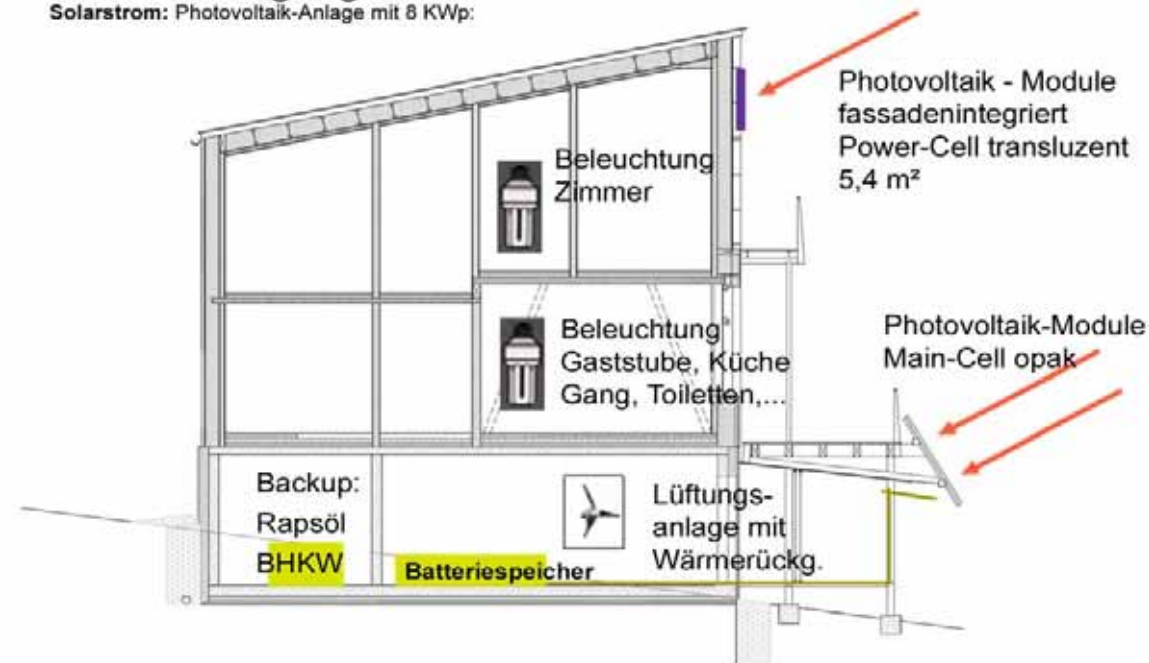 Solarstrom: Photovoltaik-Anlage mit 8 KWp:
Photovoltaik - Module
fassadenintegriert
Power-Cell transluzent
5,4 m²
Beleuchtung
Zimmer
Beleuchtung
Gaststube, Küche
Gang, Toiletten,...
Photovoltaik-Module
Main-Cell opak
Backup:
Rapsöl
BHKW
Batteriespeicher
Lüftungs-
anlage mit
Wärmerückg.